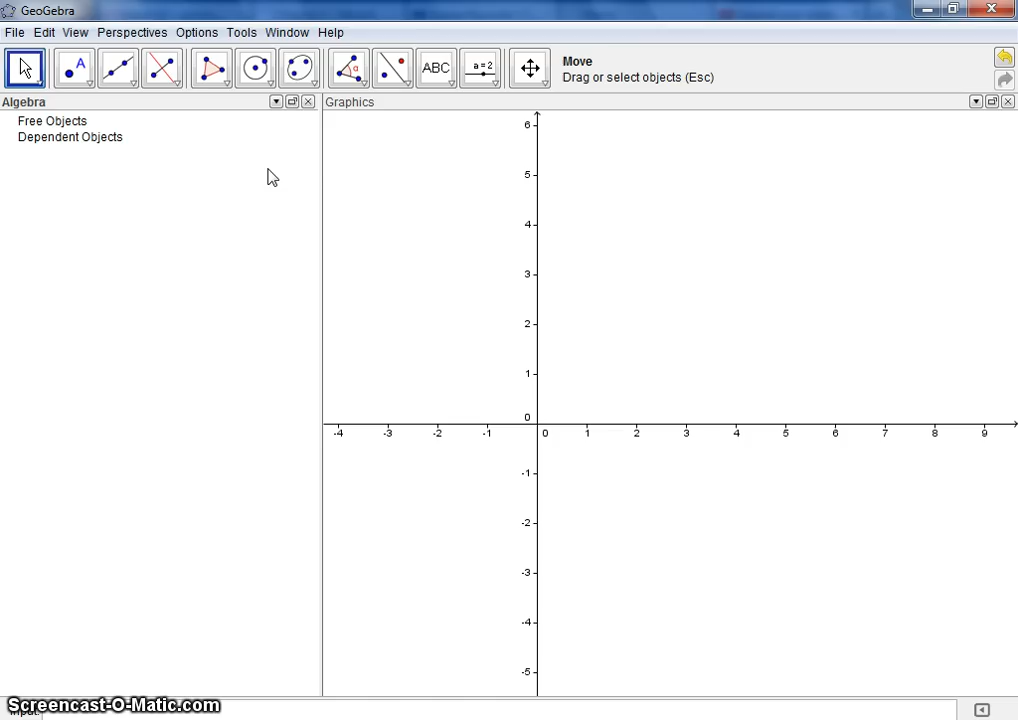 GeoGebra
File Edit View Perspectives Options Tools Window Help
A
α
ABC
a = 2
Move
Drag or select objects (Esc)
Algebra
Graphics
Free Objects
Dependent Objects
6
5
4
3
2
1
0
-4 -3 -2 -1 0 1 2 3 4 5 6 7 8 9
-1
-2
-3
-4
-5
Screencast-O-Matic.com
Input: